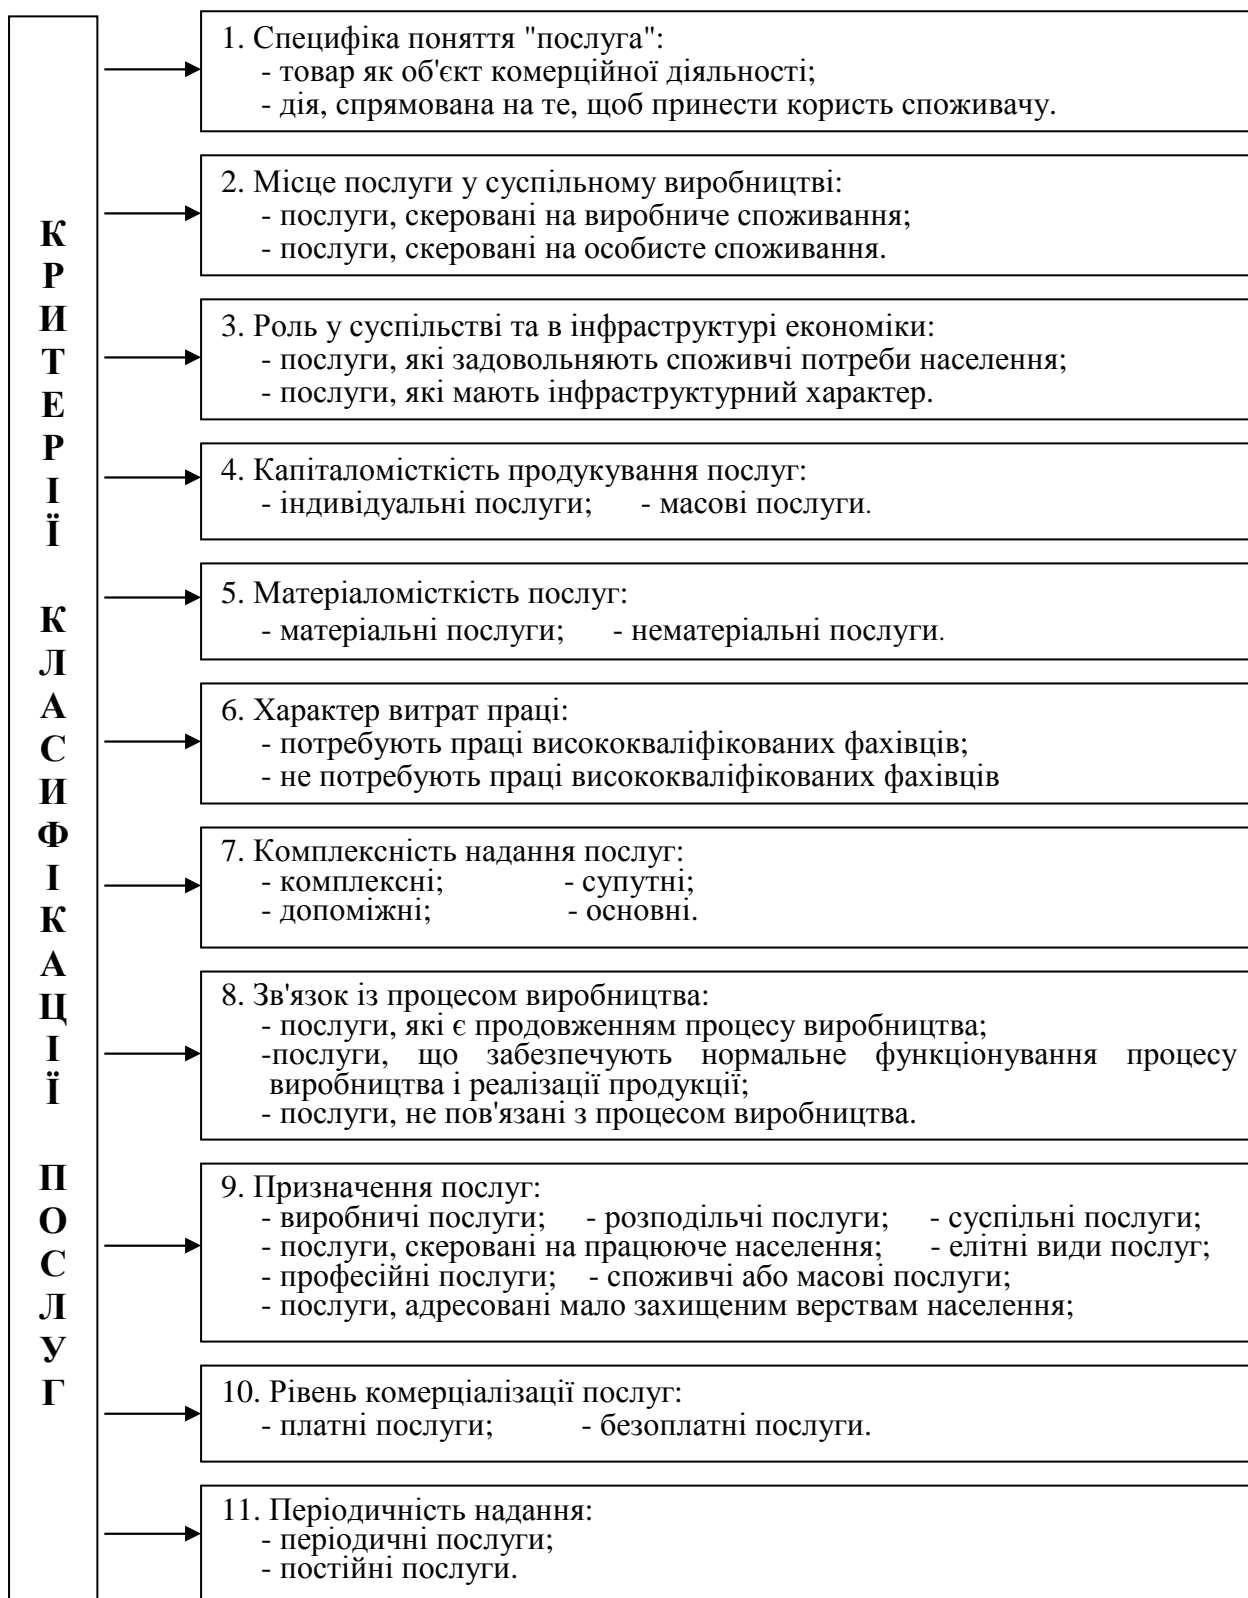 КРИТЕРІЇ КЛАСИФІКАЦІЇ ПОСЛУГ
1. Специфіка поняття "послуга":
- товар як об'єкт комерційної діяльності;
- дія, спрямована на те, щоб принести користь споживачу.
2. Місце послуги у суспільному виробництві:
- послуги, скеровані на виробниче споживання;
- послуги, скеровані на особисте споживання.
3. Роль у суспільстві та в інфраструктурі економіки:
- послуги, які задовольняють споживчі потреби населення;
- послуги, які мають інфраструктурний характер.
4. Капіталомісткість продукування послуг:
- індивідуальні послуги; - масові послуги.
5. Матеріаломісткість послуг:
- матеріальні послуги; - нематеріальні послуги.
6. Характер витрат праці:
- потребують праці висококваліфікованих фахівців;
- не потребують праці висококваліфікованих фахівців
7. Комплексність надання послуг:
- комплексні; - супутні;
- допоміжні; - основні.
8. Зв'язок із процесом виробництва:
- послуги, які є продовженням процесу виробництва;
-послуги, що забезпечують нормальне функціонування процесу
виробництва і реалізації продукції;
- послуги, не пов'язані з процесом виробництва.
9. Призначення послуг:
- виробничі послуги; - розподільчі послуги; - суспільні послуги;
- послуги, скеровані на працююче населення; - елітні види послуг;
- професійні послуги; - споживчі або масові послуги;
- послуги, адресовані мало захищеним верствам населення;
10. Рівень комерціалізації послуг:
- платні послуги; - безоплатні послуги.
11. Періодичність надання:
- періодичні послуги;
- постійні послуги.